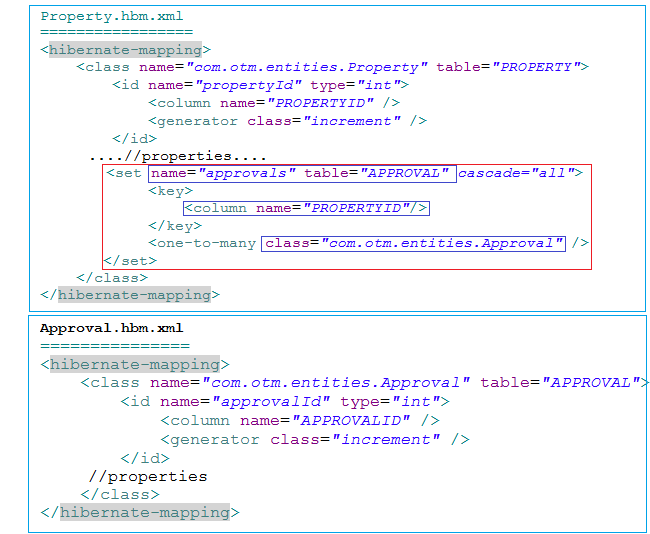 Property.hbm.xml
=================
<hibernate-mapping>
<class name="com.otm.entities.Property" table="PROPERTY">
<id name="propertyId" type="int">
<column name="PROPERTYID" />
<generator class="increment" />
</id>
....//properties....
<set name="approvals" table="APPROVAL" cascade="all">
<key>
<column name="PROPERTYID"/>
</key>
<one-to-many class="com.otm.entities.Approval" />
</set>
</class>
</hibernate-mapping>
Approval.hbm.xml
===============
<hibernate-mapping>
<class name="com.otm.entities.Approval" table="APPROVAL">
<id name="approvalId" type="int">
<column name="APPROVALID" />
<generator class="increment" />
</id>
//properties
</class>
</hibernate-mapping>